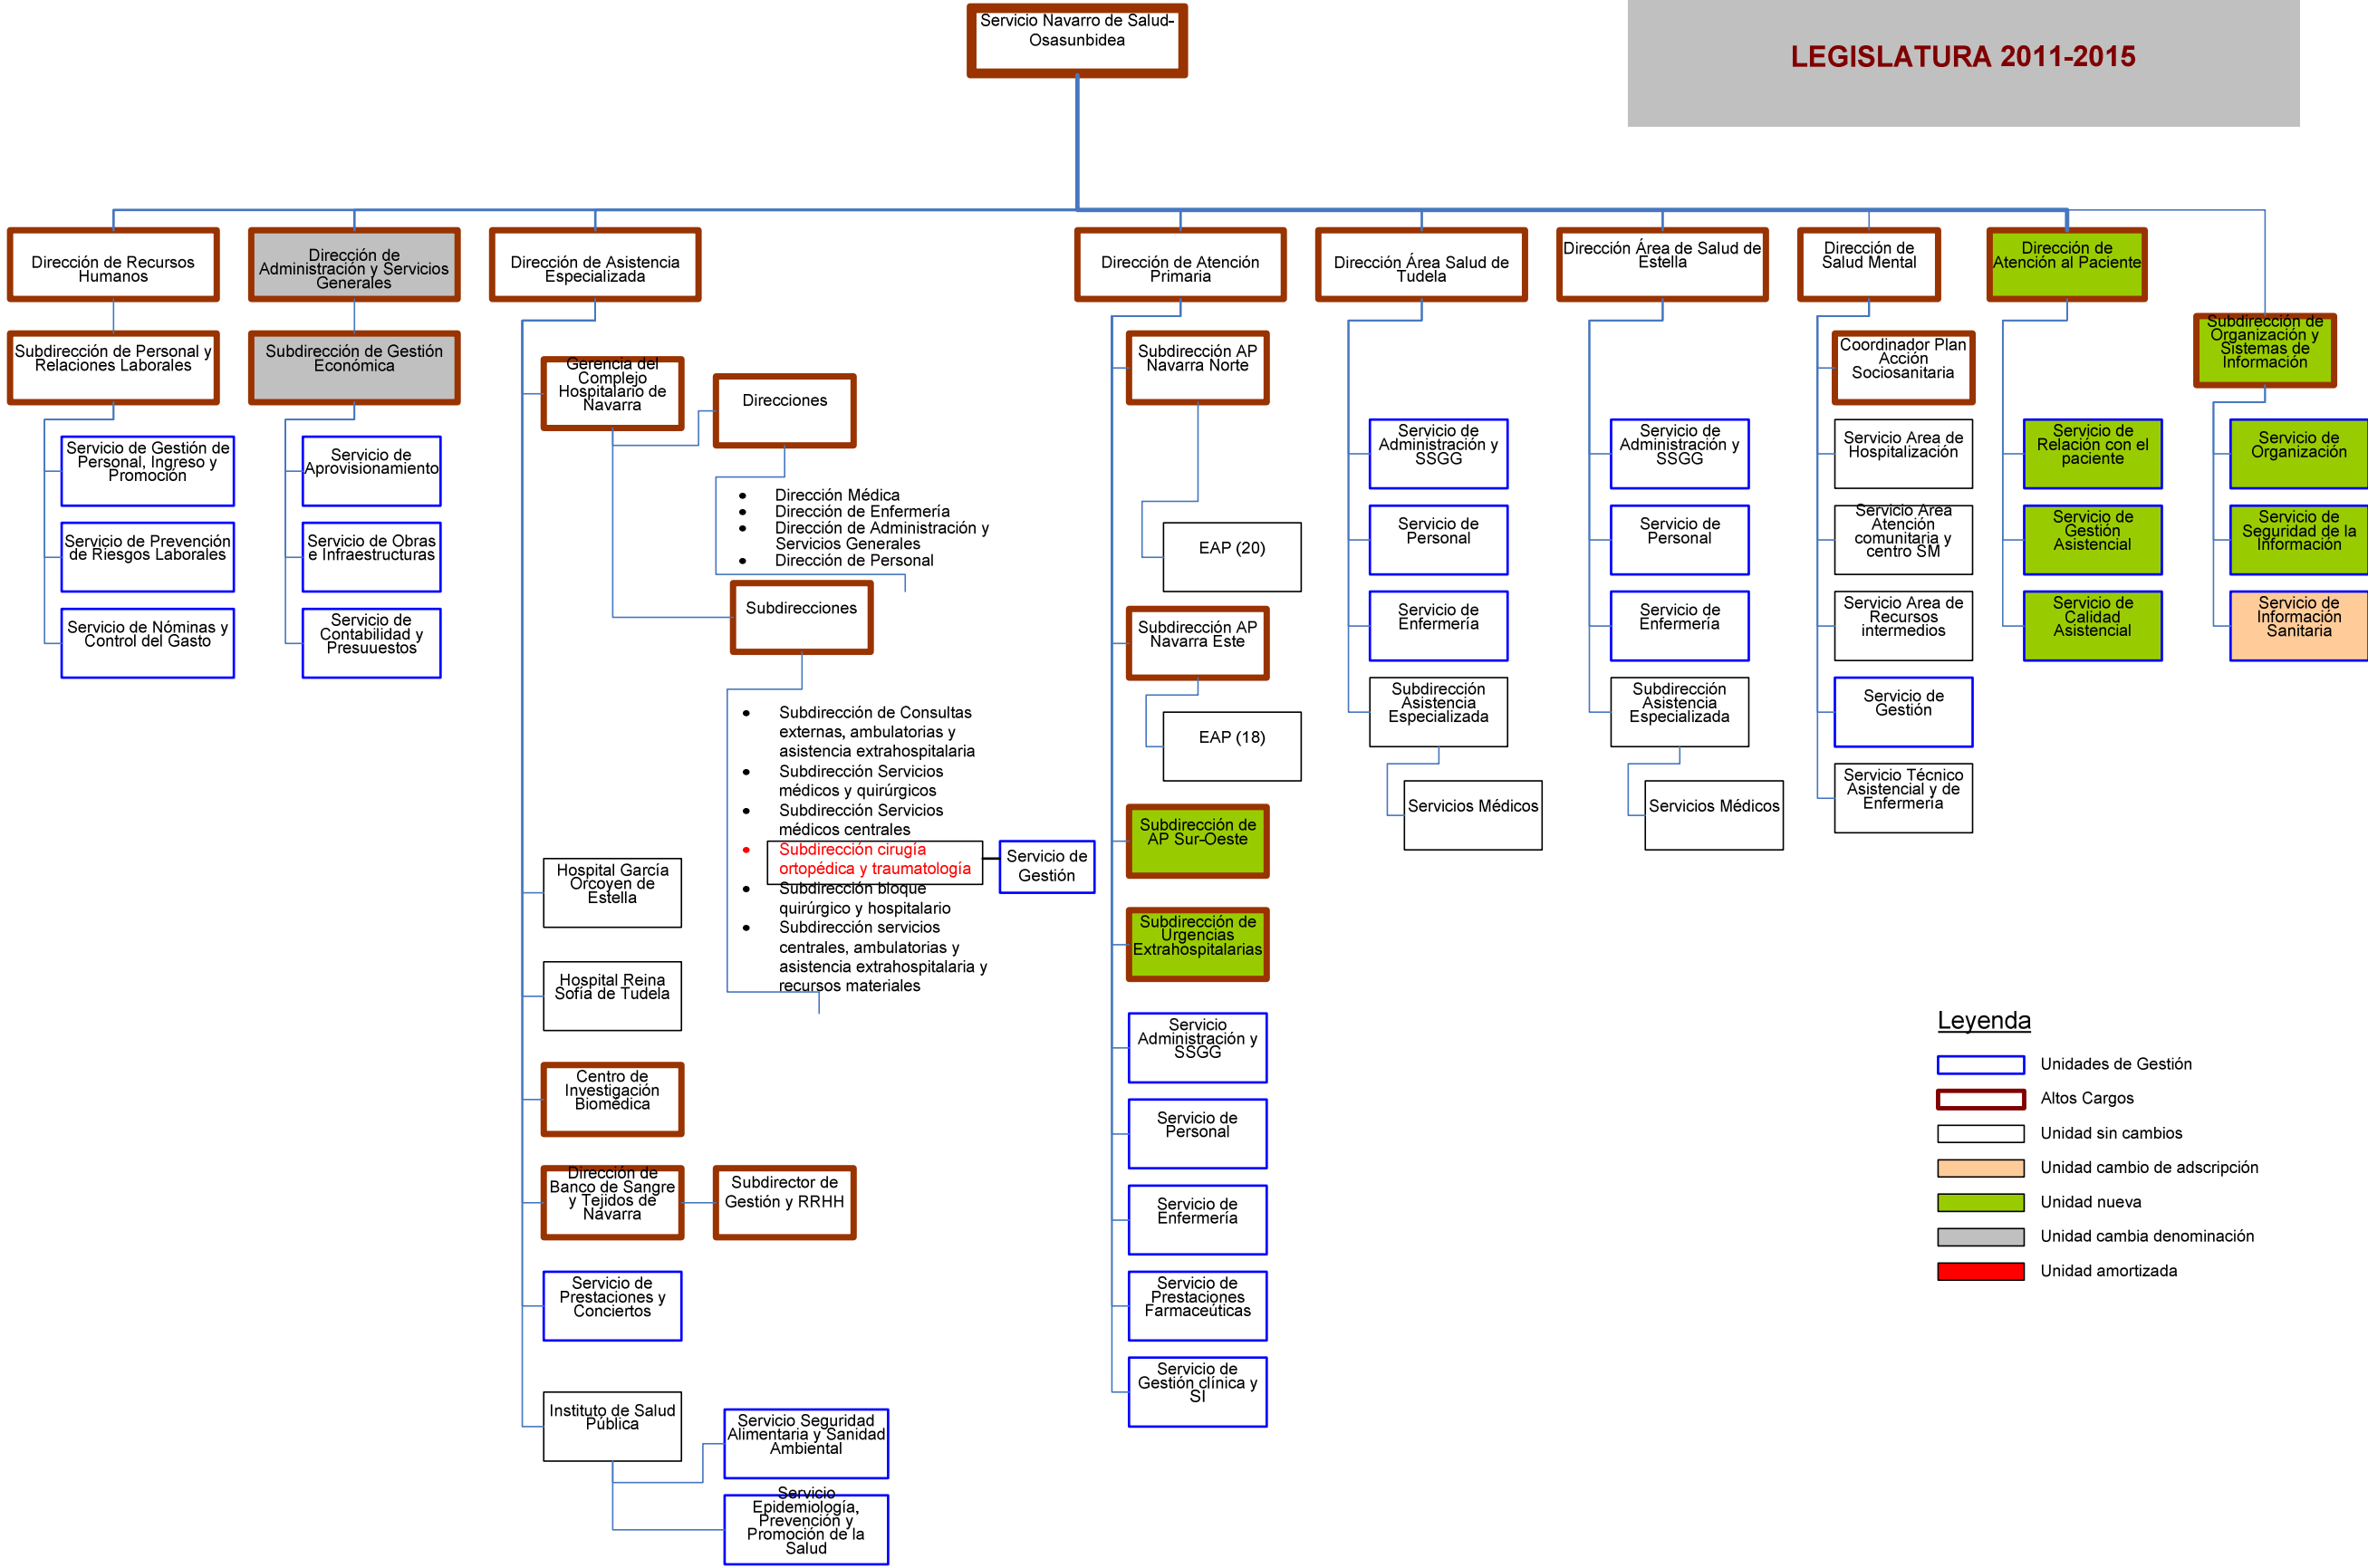 Servicio Navarro de Salud-
Osasunbidea
LEGISLATURA 2011-2015
Dirección de Recursos
Humanos
Dirección de
Administración y Servicios
Generales
Dirección de Asistencia
Especializada
Dirección de Atención
Primaria
Dirección Área Salud de
Tudela
Dirección Área de Salud de
Estella
Dirección de
Salud Mental
Dirección de
Atención al Paciente
Subdirección de
Organización y
Sistemas de
Información
Subdirección de Personal y
Relaciones Laborales
Servicio de Gestión de
Personal, Ingreso y
Promoción
Servicio de Prevención
de Riesgos Laborales
Servicio de Nóminas y
Control del Gasto
Subdirección de Gestión
Económica
Servicio de
Aprovisionamiento
Servicio de Obras
e Infraestructuras
Servicio de
Contabilidad y
Presuuestos
Gerencia del
Complejo
Hospitalario de
Navarra
Direcciones
• Dirección Médica
• Dirección de Enfermería
• Dirección de Administración y
Servicios Generales
• Dirección de Personal
Subdirecciones
• Subdirección de Consultas
externas, ambulatorias y
asistencia extrahospitalaria
• Subdirección Servicios
médicos y quirúrgicos
• Subdirección Servicios
médicos centrales
• Subdirección cirugía
ortopédica y traumatología
• Subdirección bloque
quirúrgico y hospitalario
• Subdirección servicios
centrales, ambulatorias y
asistencia extrahospitalaria y
recursos materiales
Servicio de
Gestión
Hospital García
Orcoyen de
Estella
Hospital Reina
Sofía de Tudela
Centro de
Investigación
Biomédica
Dirección de
Banco de Sangre
y Tejidos de
Navarra
Subdirector de
Gestión y RRHH
Servicio de
Prestaciones y
Conciertos
Instituto de Salud
Pública
Servicio Seguridad
Alimentaria y Sanidad
Ambiental
Servicio
Epidemiología,
Prevención y
Promoción de la
Salud
Subdirección AP
Navarra Norte
EAP (20)
Subdirección AP
Navarra Este
EAP (18)
Subdirección de
AP Sur-Oeste
Subdirección de
Urgencias
Extrahospitalarias
Servicio
Administración y
SSGG
Servicio de
Personal
Servicio de
Enfermería
Servicio de
Prestaciones
Farmaceúticas
Servicio de
Gestión clínica y
SI
Servicio de
Administración y
SSGG
Servicio de
Personal
Servicio de
Enfermería
Subdirección
Asistencia
Especializada
Servicios Médicos
Servicio de
Administración y
SSGG
Servicio de
Personal
Servicio de
Enfermería
Subdirección
Asistencia
Especializada
Servicios Médicos
Coordinador Plan
Acción
Sociosanitaria
Servicio Area de
Hospitalización
Servicio Area
Atención
comunitaria y
centro SM
Servicio Area de
Recursos
intermedios
Servicio de
Gestión
Servicio Técnico
Asistencial y de
Enfermería
Servicio de
Relación con el
paciente
Servicio de
Gestión
Asistencial
Servicio de
Calidad
Asistencial
Servicio de
Organización
Servicio de
Seguridad de la
Información
Servicio de
Información
Sanitaria
Leyenda
Unidades de Gestión
Altos Cargos
Unidad sin cambios
Unidad cambio de adscripción
Unidad nueva
Unidad cambia denominación
Unidad amortizada